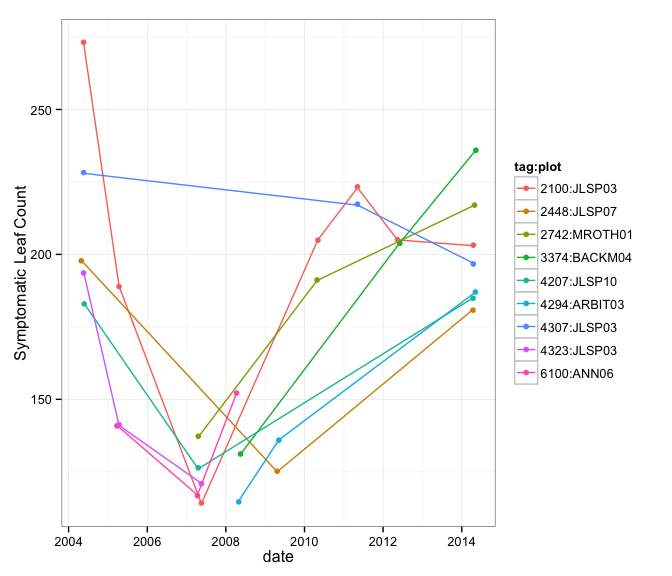 250
200
150
Symptomatic Leaf Count
2004 2006 2008 2010 2012 2014
date
tag:plot
2100:JLSP03
2448:JLSP07
2742:MROTH01
3374:BACKM04
4207:JLSP10
4294:ARBIT03
4307:JLSP03
4323:JLSP03
6100:ANN06